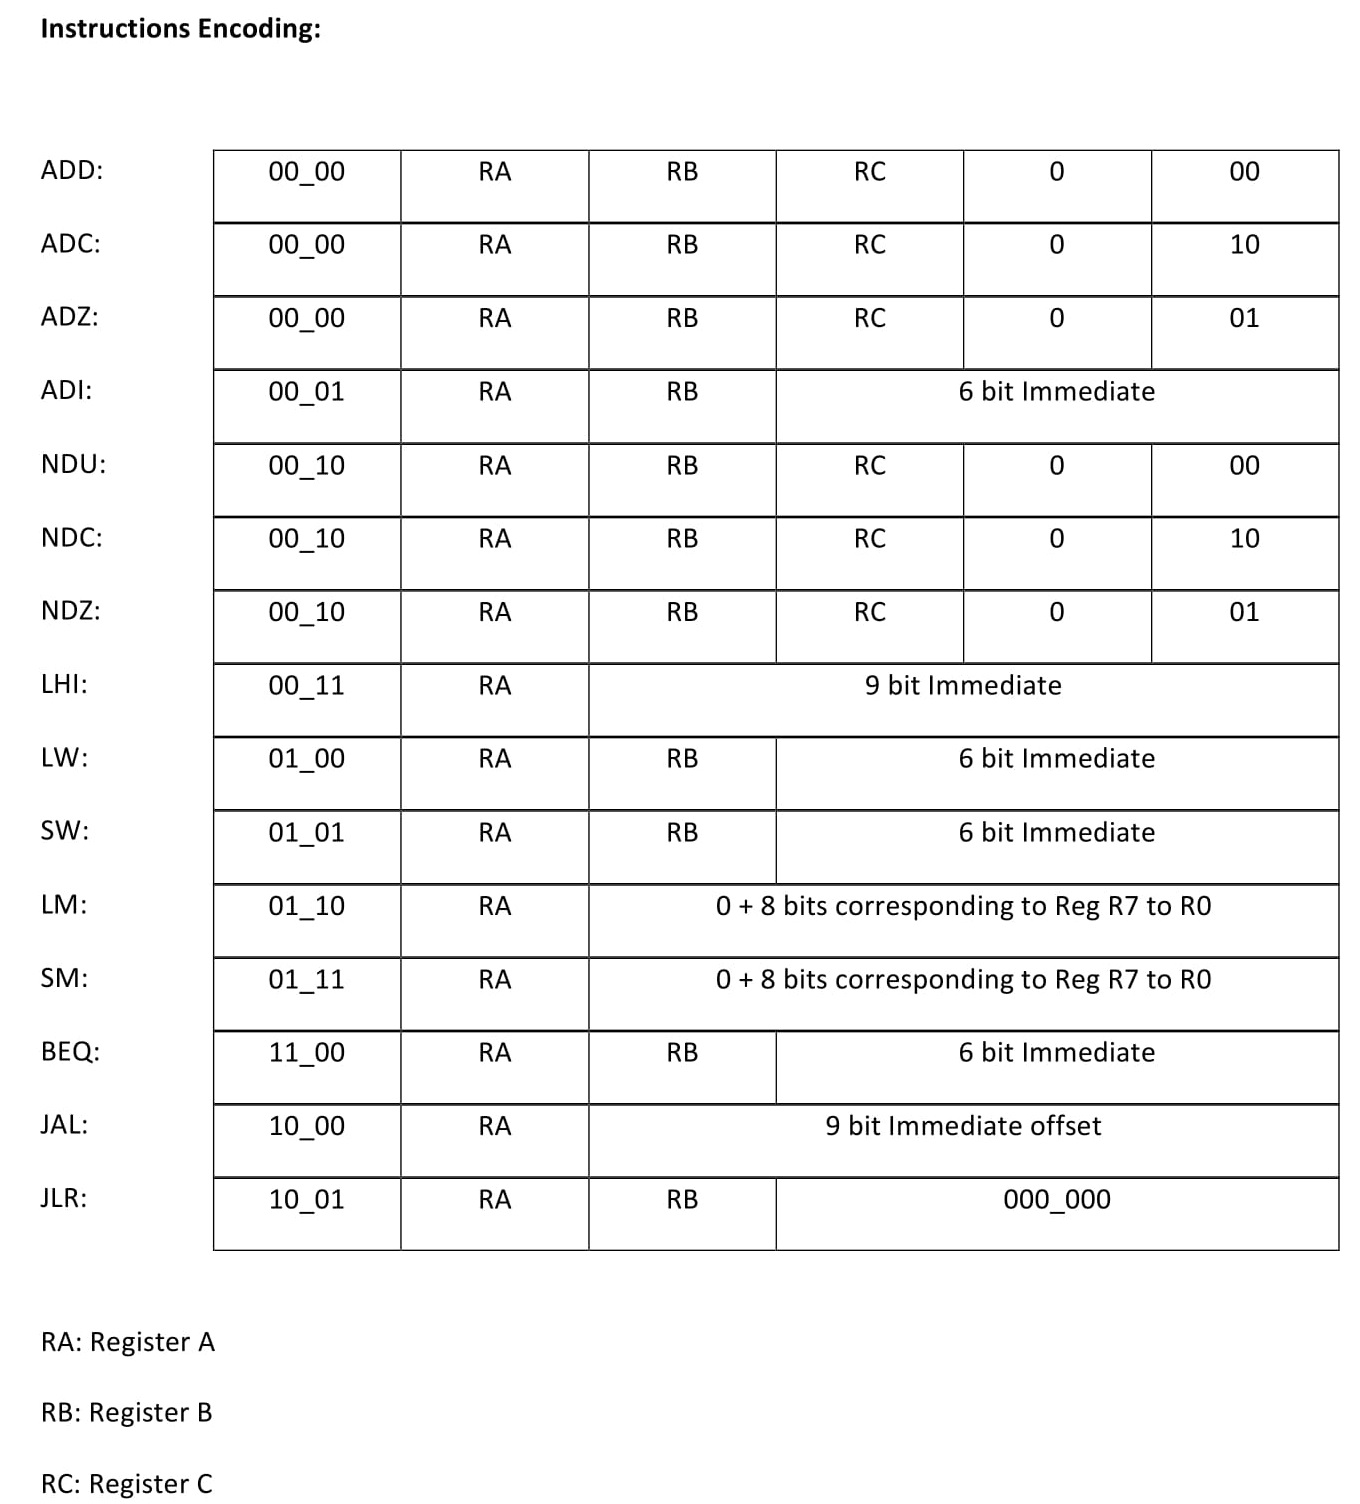 Instructions Encoding:
ADD: 00_00 RA RB RC 0 00
ADC: 00_00 RA RB RC 0 10
ADZ: 00_00 RA RB RC 0 01
ADI: 00_01 RA RB 6 bit Immediate
NDU: 00_10 RA RB RC 0 00
NDC: 00_10 RA RB RC 0 10
NDZ: 00_10 RA RB RC 0 01
LHI: 00_11 RA 9 bit Immediate
LW: 01_00 RA RB 6 bit Immediate
SW: 01_01 RA RB 6 bit Immediate
LM: 01_10 RA 0 + 8 bits corresponding to Reg R7 to R0
SM: 01_11 RA 0 + 8 bits corresponding to Reg R7 to R0
BEQ: 11_00 RA RB 6 bit Immediate
JAL: 10_00 RA 9 bit Immediate offset
JLR: 10_01 RA RB 000_000
RA: Register A
RB: Register B
RC: Register C